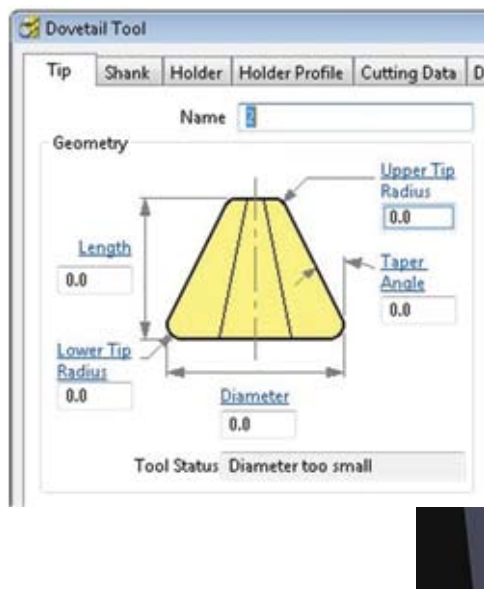 Dovetail Tool
Tip Shank Holder Holder Profile Cutting Data D
Name 2
Geometry
Upper Tip
Radius
0.0
Length
0.0
Taper
Angle
0.0
Lower Tip
Radius
0.0
Diameter
0.0
Tool Status Diameter too small